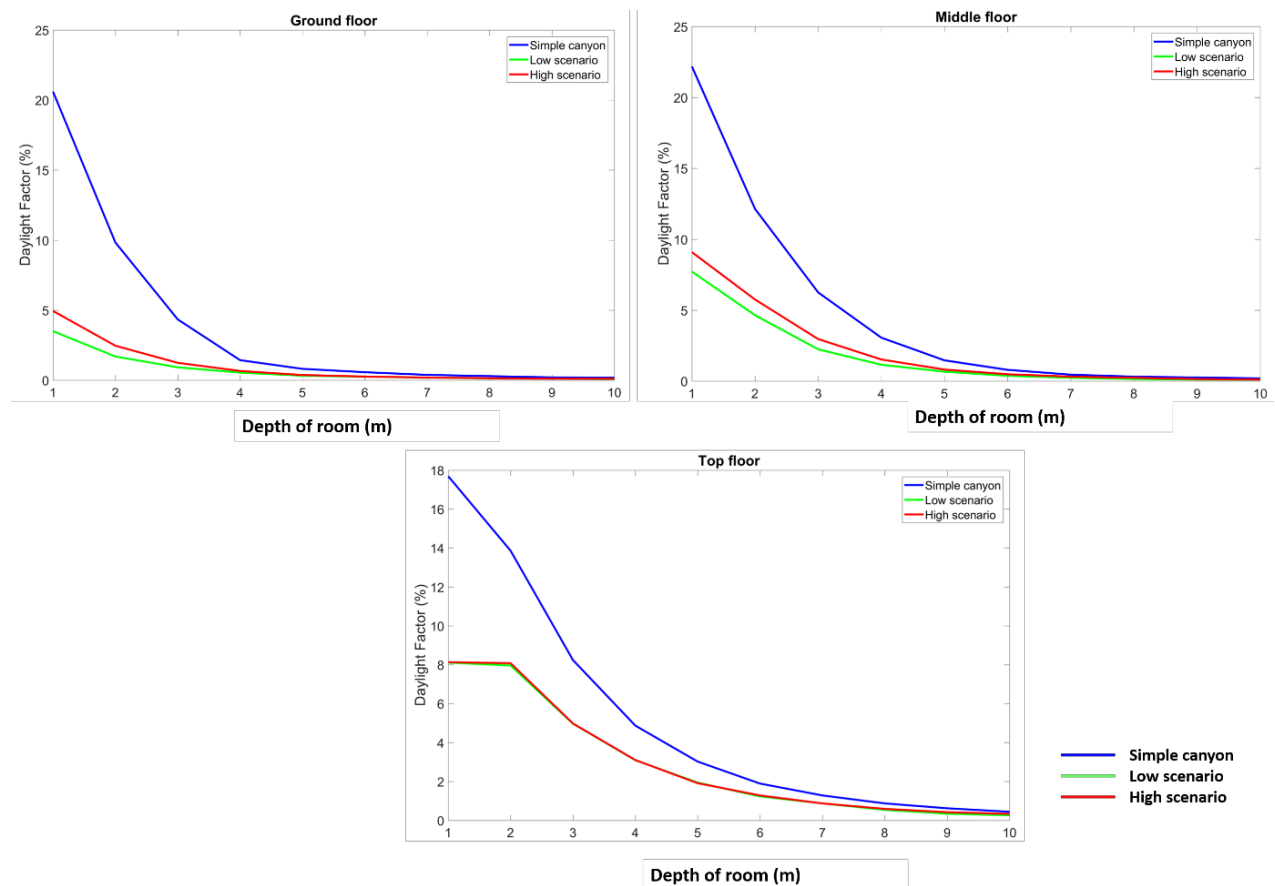 Ground floor
25
20
15
10
5
0
Daylight Factor (%)
Simple canyon
Low scenario
High scenario
1 2 3 4 5 6 7 8 9 10
Depth of room (m)
Middle floor
25
20
15
10
5
0
Daylight Factor (%)
Simple canyon
Low scenario
High scenario
1 2 3 4 5 6 7 8 9 10
Depth of room (m)
Top floor
18
16
14
12
10
8
6
4
2
0
Daylight Factor (%)
Simple canyon
Low scenario
High scenario
1 2 3 4 5 6 7 8 9 10
Depth of room (m)
Simple canyon
Low scenario
High scenario